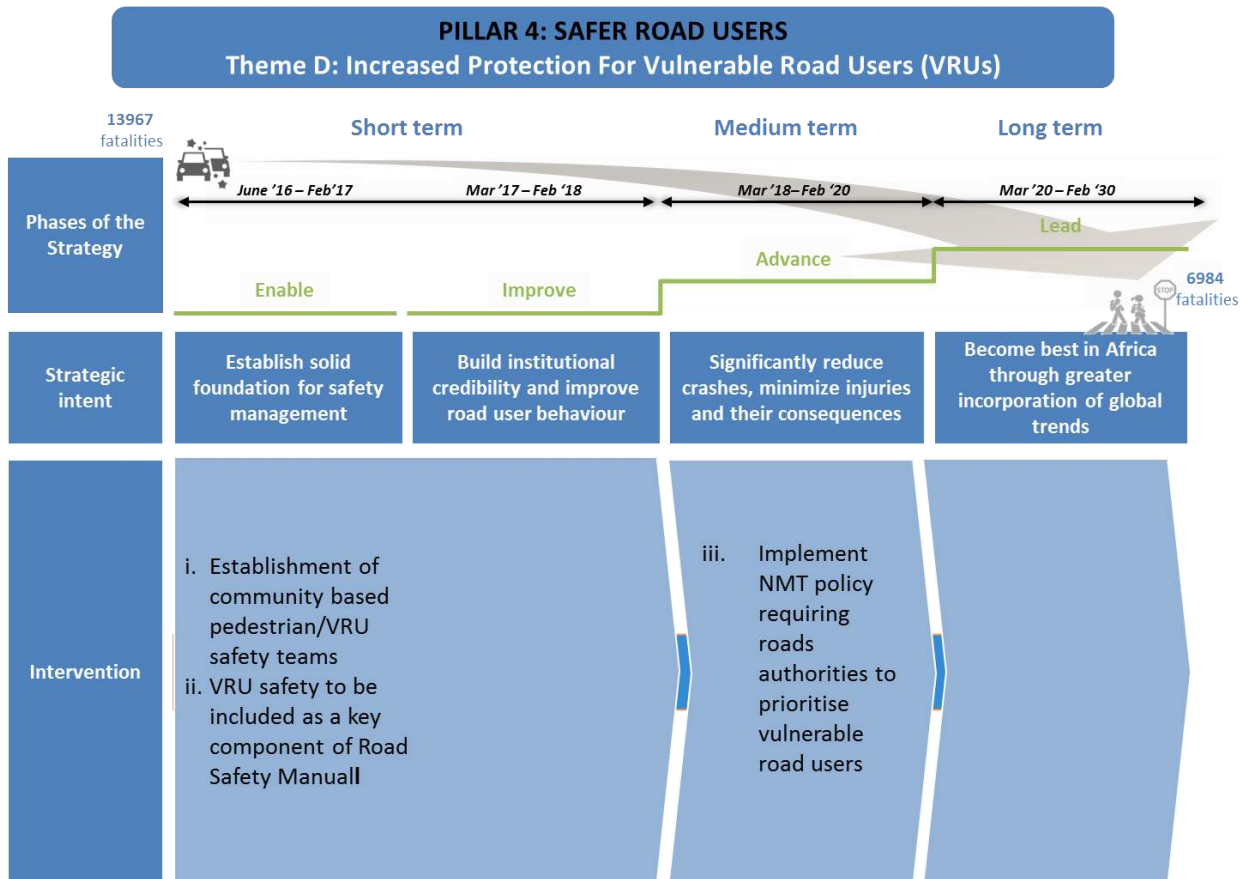 PILLAR 4: SAFER ROAD USERS
Theme D: Increased Protection For Vulnerable Road Users (VRUs)
13967
fatalities
Short term
Medium term
Long term
Phases of the
Strategy
June ’16 – Feb’17
Mar ’17 – Feb ‘18
Mar ’18– Feb ‘20
Mar ’20 – Feb ‘30
Enable
Improve
Advance
Lead
STOP
6984
fatalities
Strategic
intent
Establish solid
foundation for safety
management
Build institutional
credibility and improve
road user behaviour
Significantly reduce
crashes, minimize injuries
and their consequences
Become best in Africa
through greater
incorporation of global
trends
Intervention
i. Establishment of
community based
pedestrian/VRU
safety teams
ii. VRU safety to be
included as a key
component of Road
Safety Manuall
iii. Implement
NMT policy
requiring
roads
authorities to
prioritise
vulnerable
road users